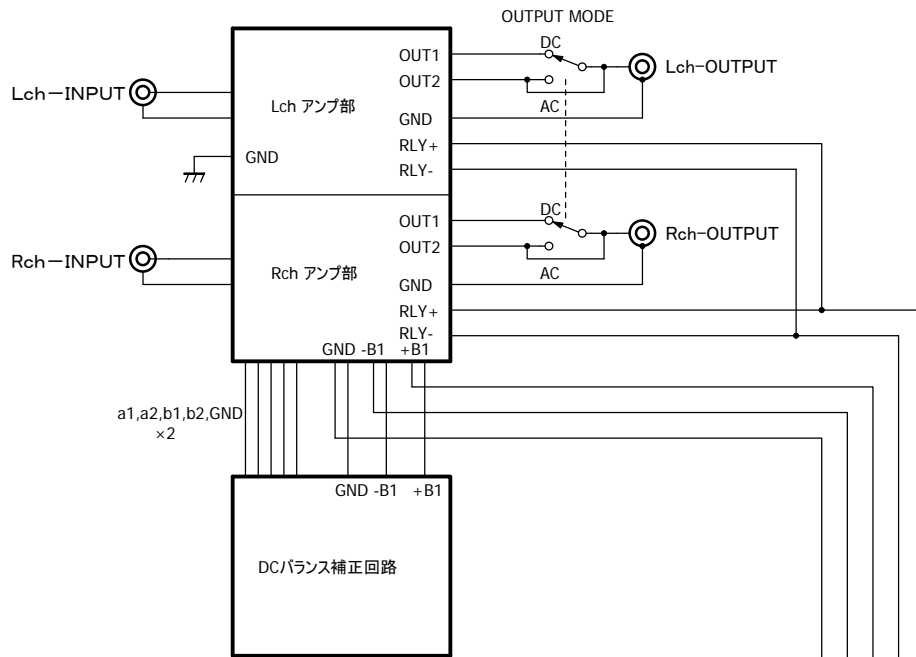 OUTPUT MODE
OUT1
DC
Lch-OUTPUT
OUT2
AC
Lch-INPUT
Lch アンプ部
GND
RLY+
GND
RLY-
OUT1
DC
Rch-OUTPUT
OUT2
AC
Rch-INPUT
Rch アンプ部
GND
RLY+
RLY-
GND -B1 +B1
a1,a2,b1,b2,GND
×2
GND -B1 +B1
DCバランス補正回路